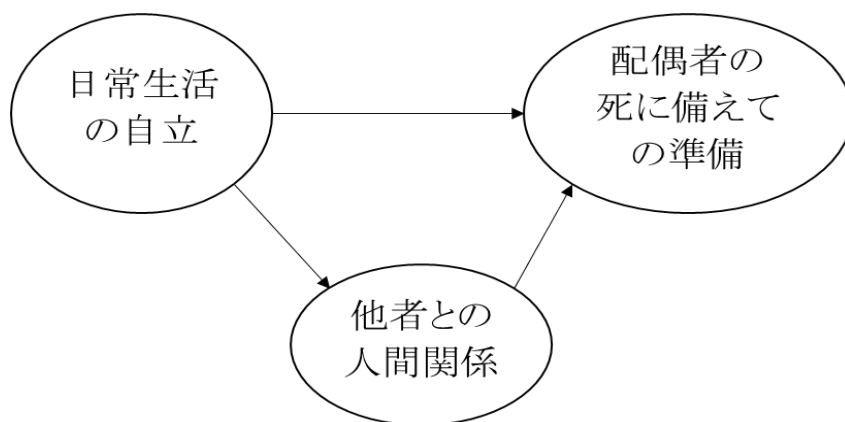 日常生活
の自立
配偶者の
死に備えて
の準備
他者との
人間関係